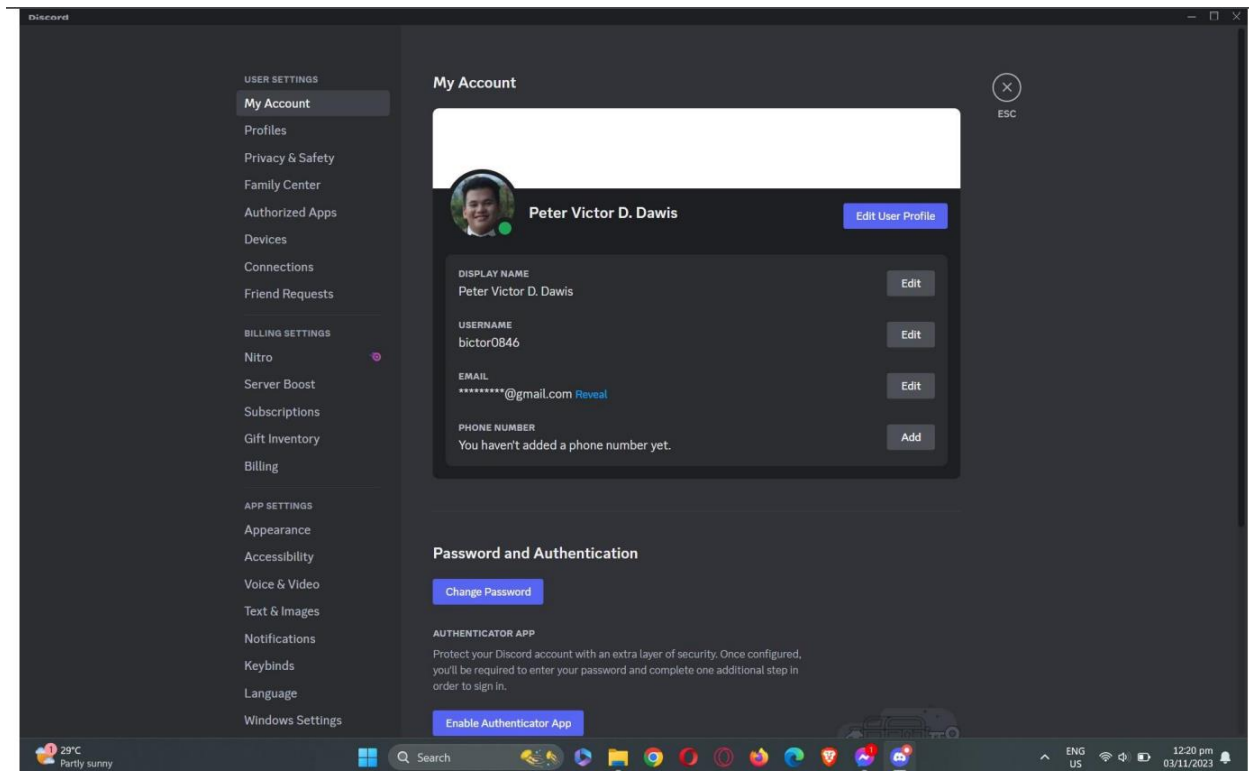 Discord
USER SETTINGS
My Account
Profiles
Privacy & Safety
Family Center
Authorized Apps
Devices
Connections
Friend Requests
BILLING SETTINGS
Nitro
Server Boost
Subscriptions
Gift Inventory
Billing
APP SETTINGS
Appearance
Accessibility
Voice & Video
Text & Images
Notifications
Keybinds
Language
Windows Settings
My Account
ESC
Peter Victor D. Dawis
Edit User Profile
DISPLAY NAME
Peter Victor D. Dawis
Edit
USERNAME
bictor0846
Edit
EMAIL
*********@gmail.com Reveal
Edit
PHONE NUMBER
You haven't added a phone number yet.
Add
Password and Authentication
Change Password
AUTHENTICATOR APP
Protect your Discord account with an extra layer of security. Once configured,
you'll be required to enter your password and complete one additional step in
order to sign in.
Enable Authenticator App
1
29°C
Partly sunny
Search
ENG
US
12:20 pm
03/11/2023